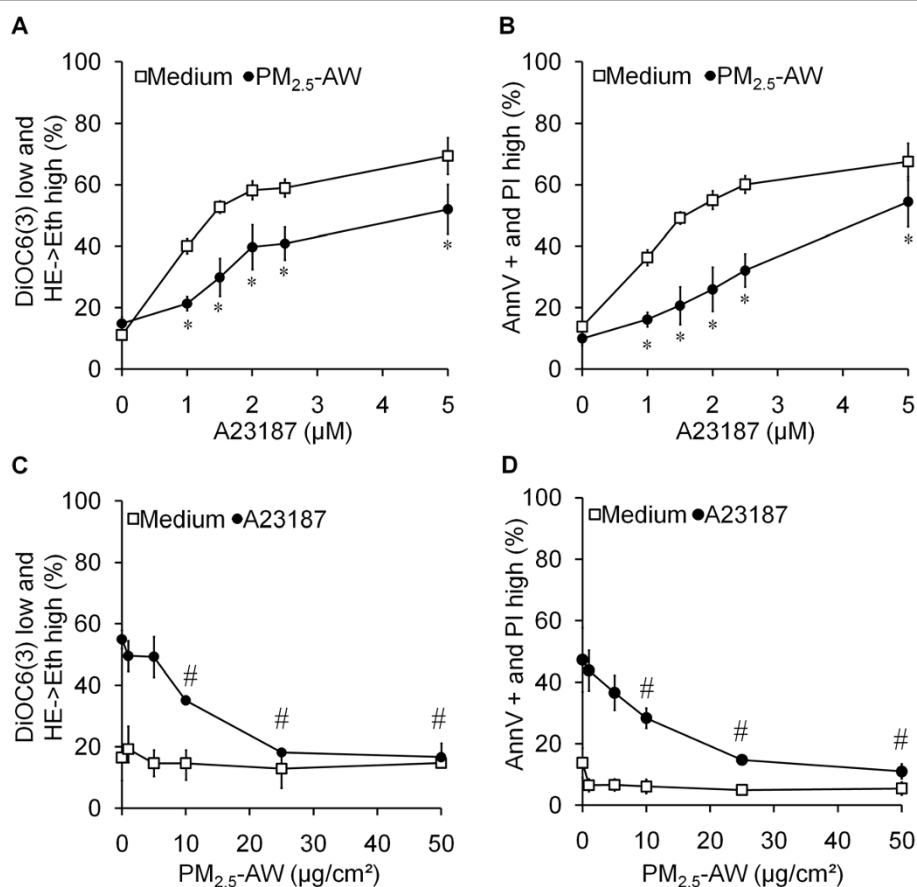 A
DiOC6(3) low and
HE->Eth high (%)
Medium PM₂.₅-AW
100
80
60
40
20
0
* * * * *
0 1 2 3 4 5
A23187 (µM)
B
AnnV + and PI high (%)
Medium PM₂.₅-AW
100
80
60
40
20
0
* * * * *
0 1 2 3 4 5
A23187 (µM)
C
DiOC6(3) low and
HE->Eth high (%)
Medium A23187
100
80
60
40
20
0
# # #
0 10 20 30 40 50
PM₂.₅-AW (µg/cm²)
D
AnnV + and PI high (%)
Medium A23187
100
80
60
40
20
0
# # #
0 10 20 30 40 50
PM₂.₅-AW (µg/cm²)